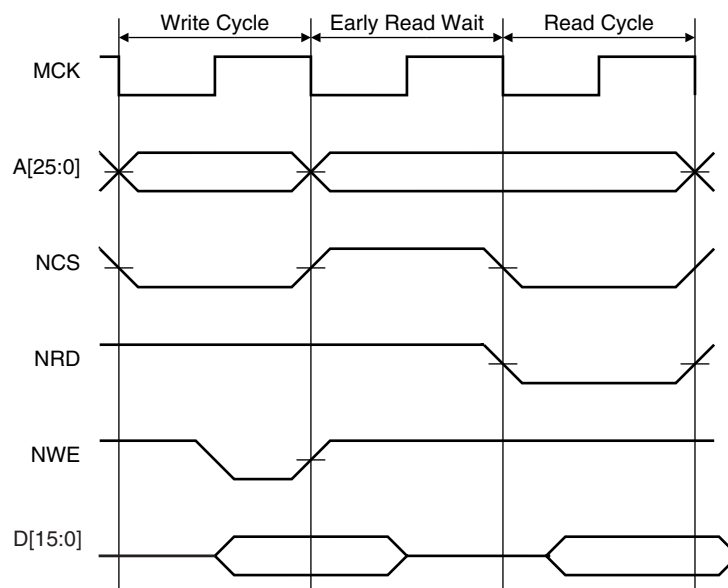 Write Cycle Early Read Wait Read Cycle
MCK
A[25:0]
NCS
NRD
NWE
D[15:0]